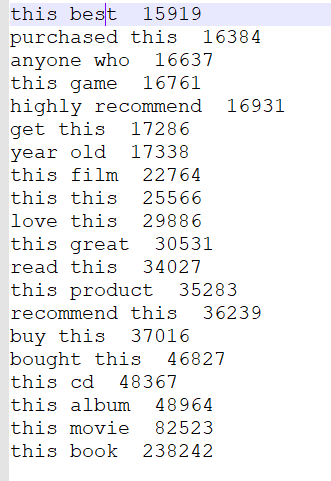 this best  15919
purchased this  16384
anyone who  16637
this game  16761
highly recommend  16931
get this  17286
year old  17338
this film  22764
this this  25566
love this  29886
this great  30531
read this  34027
this product  35283
recommend this  36239
buy this  37016
bought this  46827
this cd  48367
this album  48964
this movie  82523
this book  238242